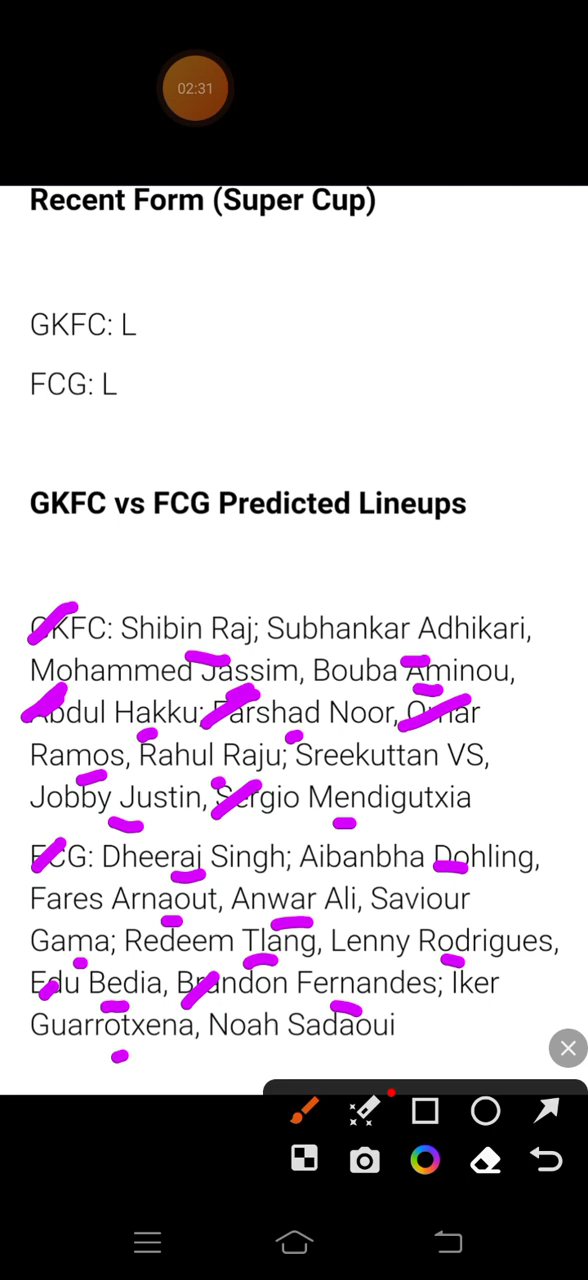 02:31
Recent Form (Super Cup)
GKFC: L
FCG: L
GKFC vs FCG Predicted Lineups
GKFC: Shibin Raj; Subhankar Adhikari,
Mohammed Jassim, Bouba Aminou,
Abdul Hakku; Farshad Noor, Omar
Ramos, Rahul Raju; Sreekuttan VS,
Jobby Justin, Sergio Mendigutxia
FCG: Dheeraj Singh; Aibanbha Dohling,
Fares Arnaout, Anwar Ali, Saviour
Gama; Redeem Tlang, Lenny Rodrigues,
Edu Bedia, Brandon Fernandes; Iker
Guarrotxena, Noah Sadaoui